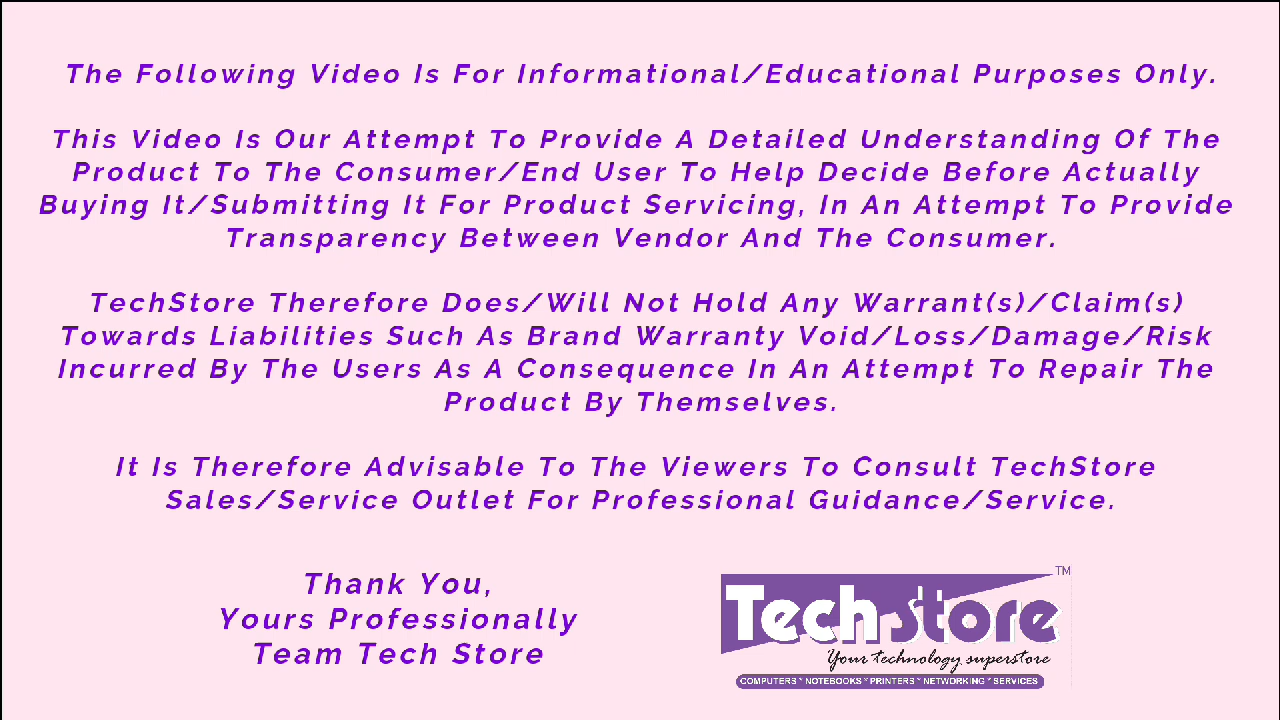 The Following Video Is For Informational/Educational Purposes Only.
This Video Is Our Attempt To Provide A Detailed Understanding Of The
Product To The Consumer/End User To Help Decide Before Actually
Buying It/Submitting It For Product Servicing, In An Attempt To Provide
Transparency Between Vendor And The Consumer.
TechStore Therefore Does/Will Not Hold Any Warrant(s)/Claim(s)
Towards Liabilities Such As Brand Warranty Void/Loss/Damage/Risk
Incurred By The Users As A Consequence In An Attempt To Repair The
Product By Themselves.
It Is Therefore Advisable To The Viewers To Consult TechStore
Sales/Service Outlet For Professional Guidance/Service.
Thank You,
Yours Professionally
Team Tech Store
Tech store TM
Your technology superstore
COMPUTERS * NOTEBOOKS * PRINTERS * NETWORKING * SERVICES